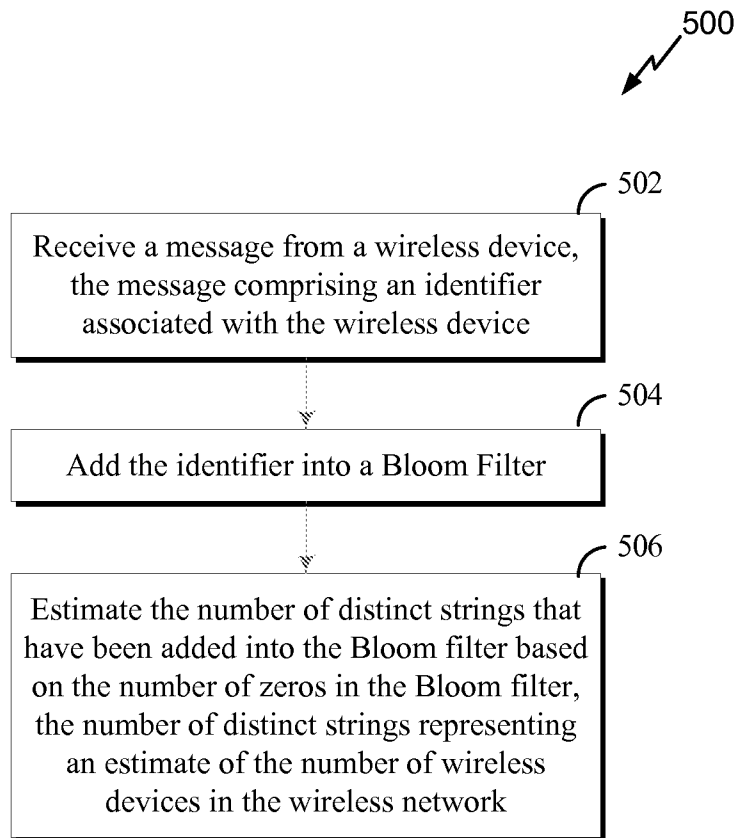 500
502
Receive a message from a wireless device,
the message comprising an identifier
associated with the wireless device
504
Add the identifier into a Bloom Filter
506
Estimate the number of distinct strings that
have been added into the Bloom filter based
on the number of zeros in the Bloom filter,
the number of distinct strings representing
an estimate of the number of wireless
devices in the wireless network